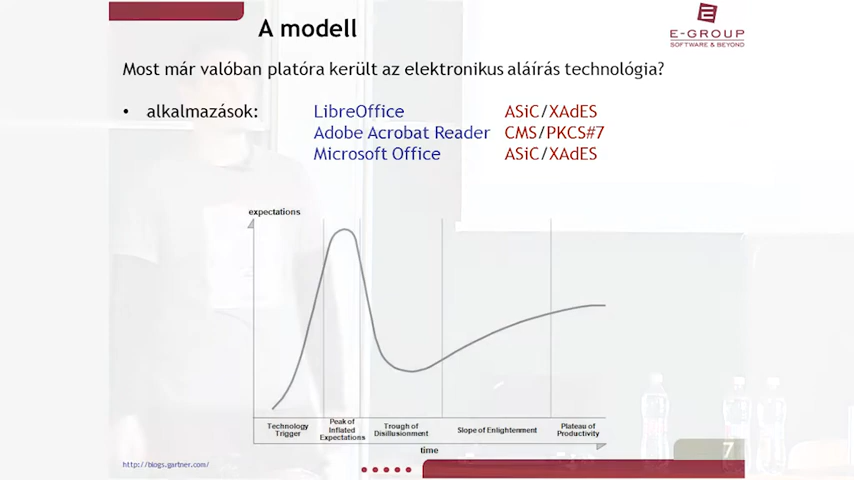 A modell
E-GROUP
SOFTWARE & BEYOND
Most már valóban platóra került az elektronikus aláírás technológia?
• alkalmazások: LibreOffice ASiC/XAdES
Adobe Acrobat Reader CMS/PKCS#7
Microsoft Office ASiC/XAdES
expectations
Technology Trigger
Peak of Inflated Expectations
Trough of Disillusionment
Slope of Enlightenment
Plateau of Productivity
time
7
http://blogs.gartner.com/